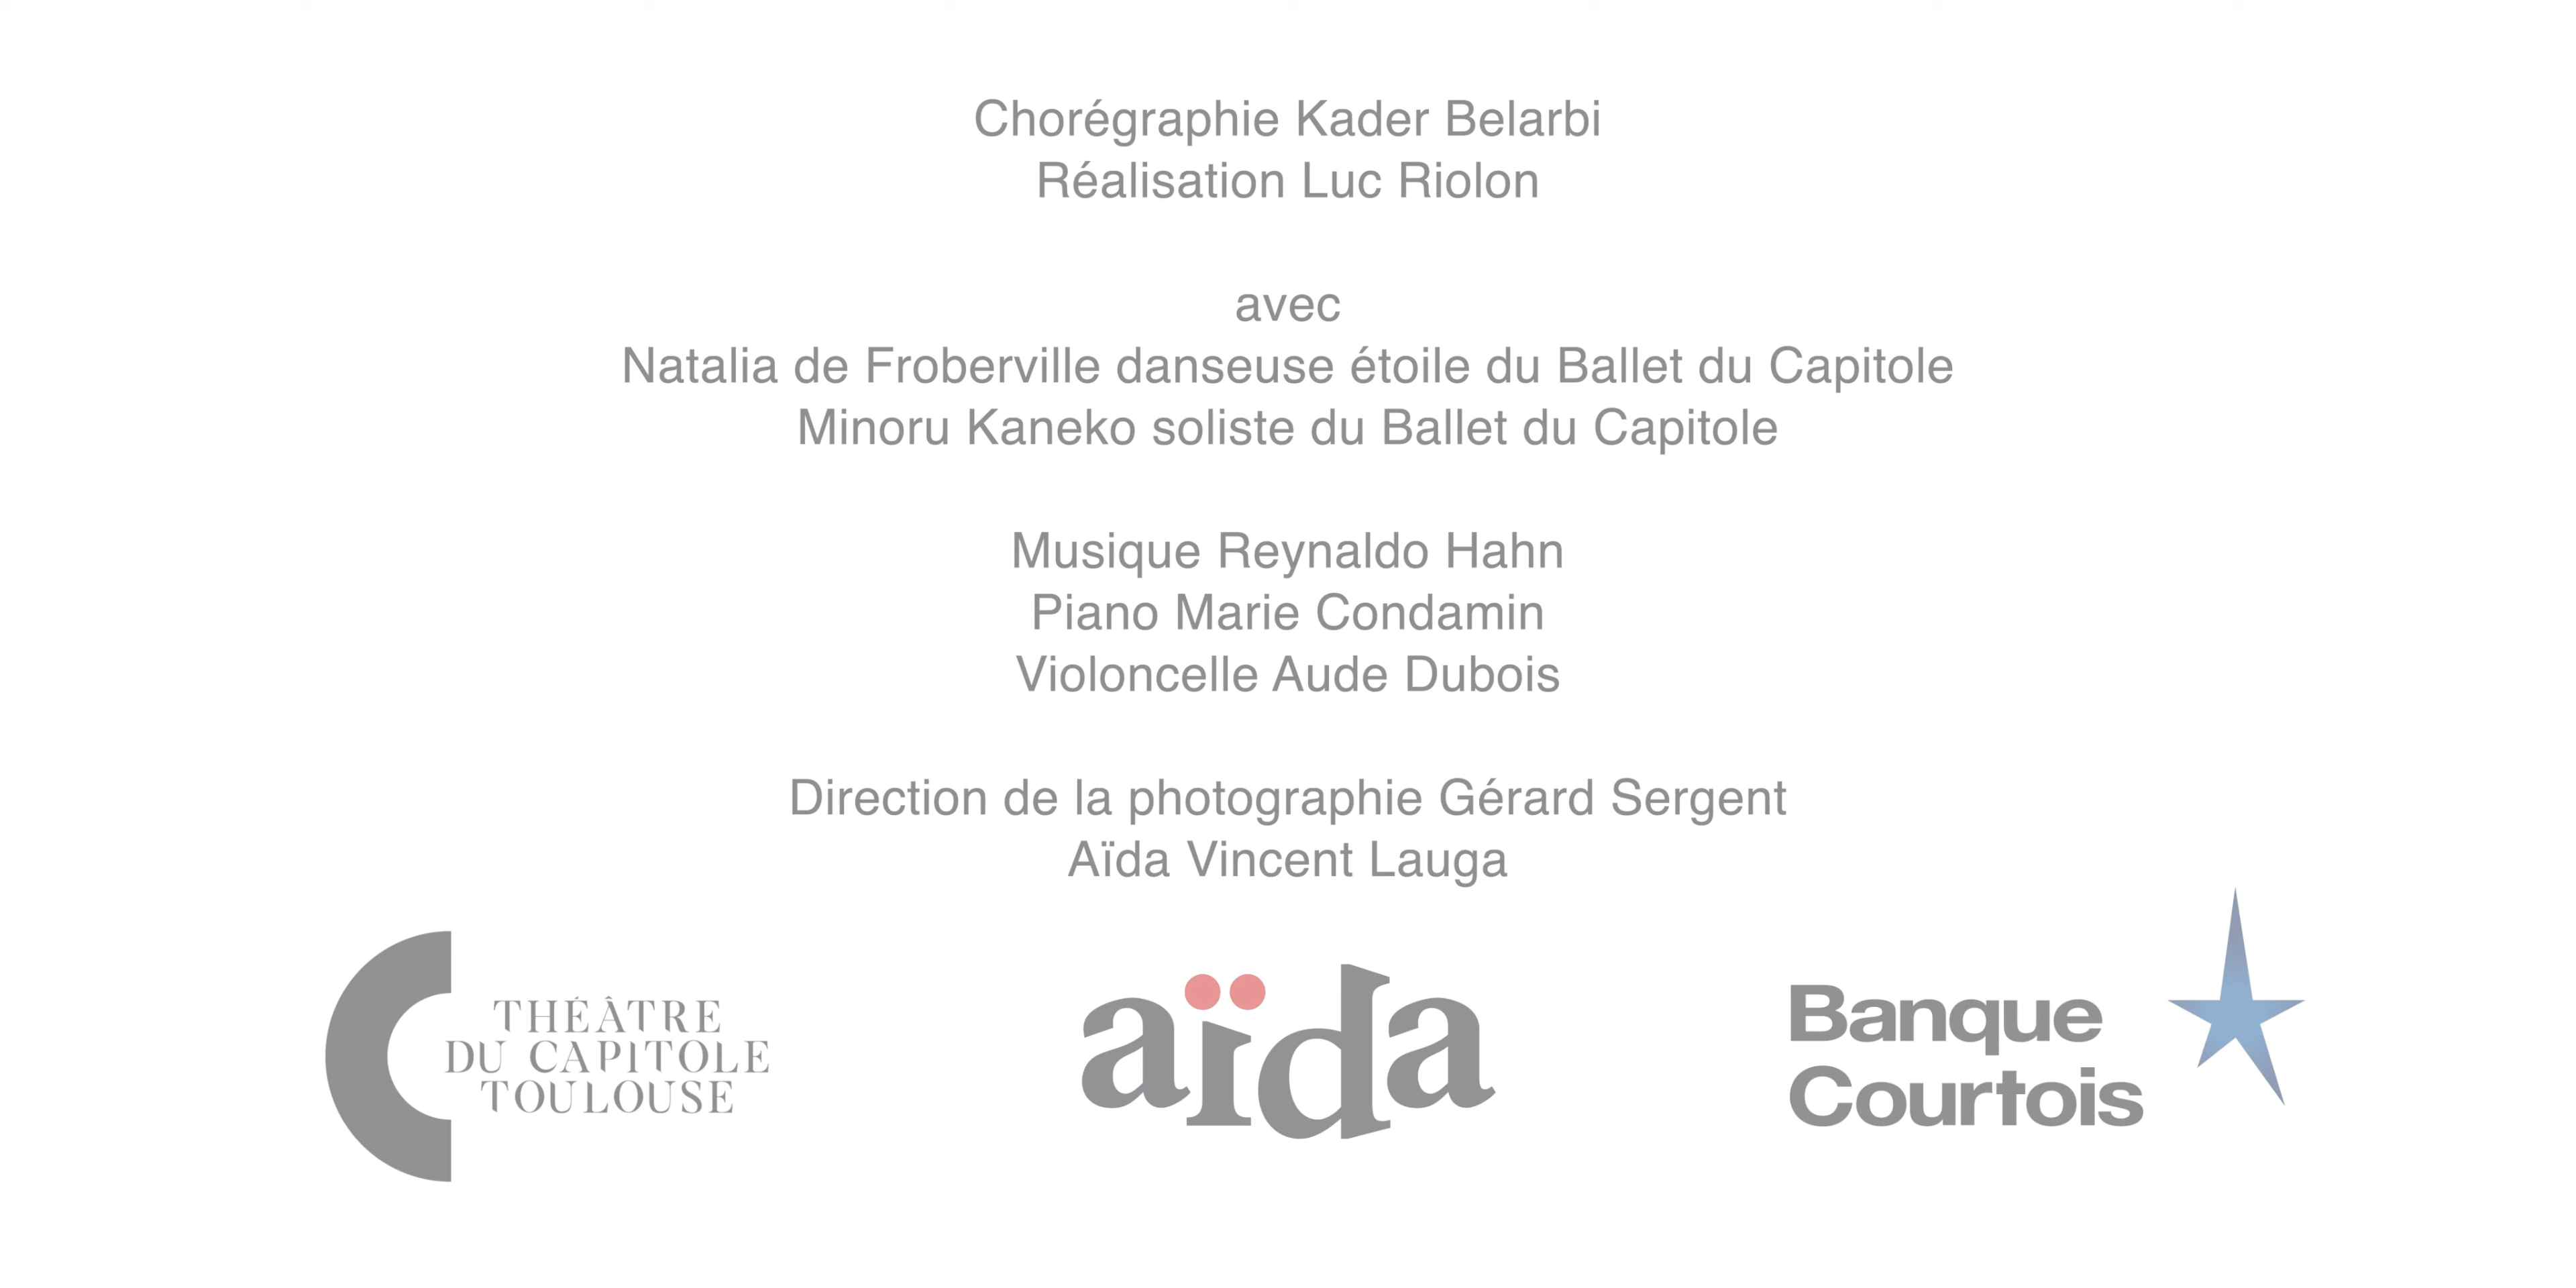 Chorégraphie Kader Belarbi
Réalisation Luc Riolon
avec
Natalia de Froberville danseuse étoile du Ballet du Capitole
Minoru Kaneko soliste du Ballet du Capitole
Musique Reynaldo Hahn
Piano Marie Condamin
Violoncelle Aude Dubois
Direction de la photographie Gérard Sergent
Aïda Vincent Lauga
THÉÂTRE
DU CAPITOLE
TOULOUSE
aïda
Banque
Courtois